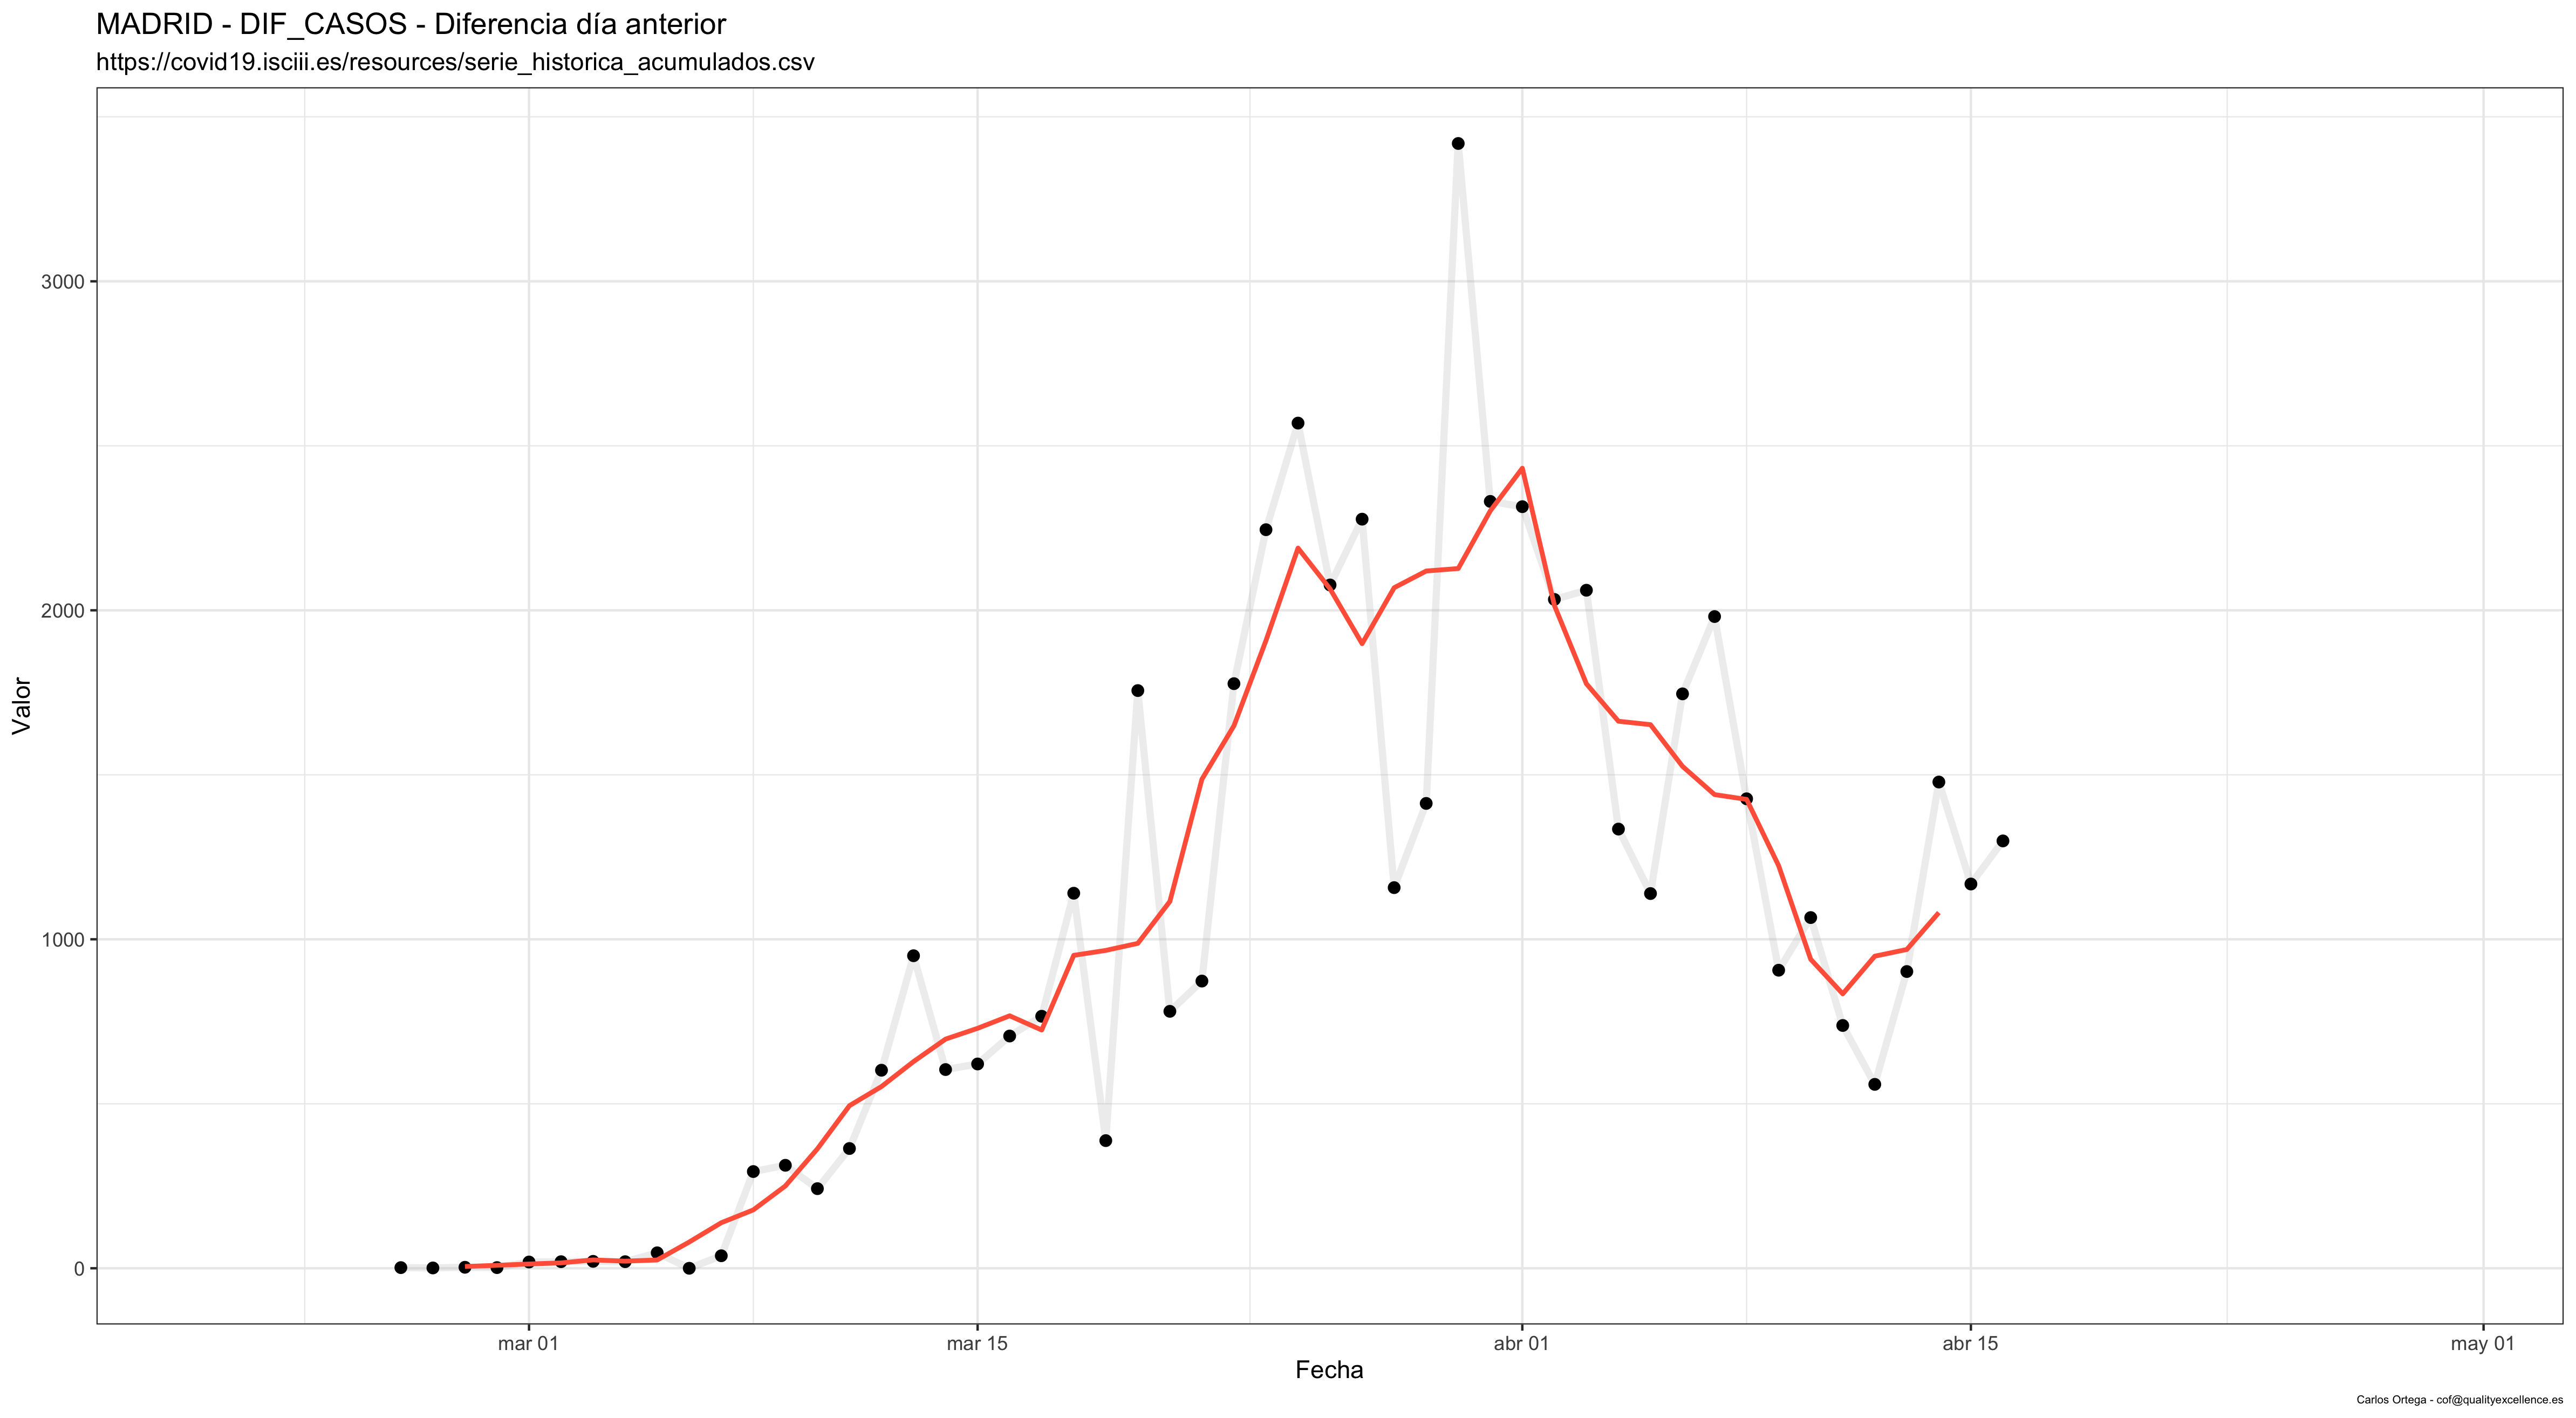 MADRID - DIF_CASOS - Diferencia día anterior
https://covid19.isciii.es/resources/serie_historica_acumulados.csv
Valor
3000
2000
1000
0
mar 01
mar 15
abr 01
abr 15
may 01
Fecha
Carlos Ortega - cof@qualityexcellence.es